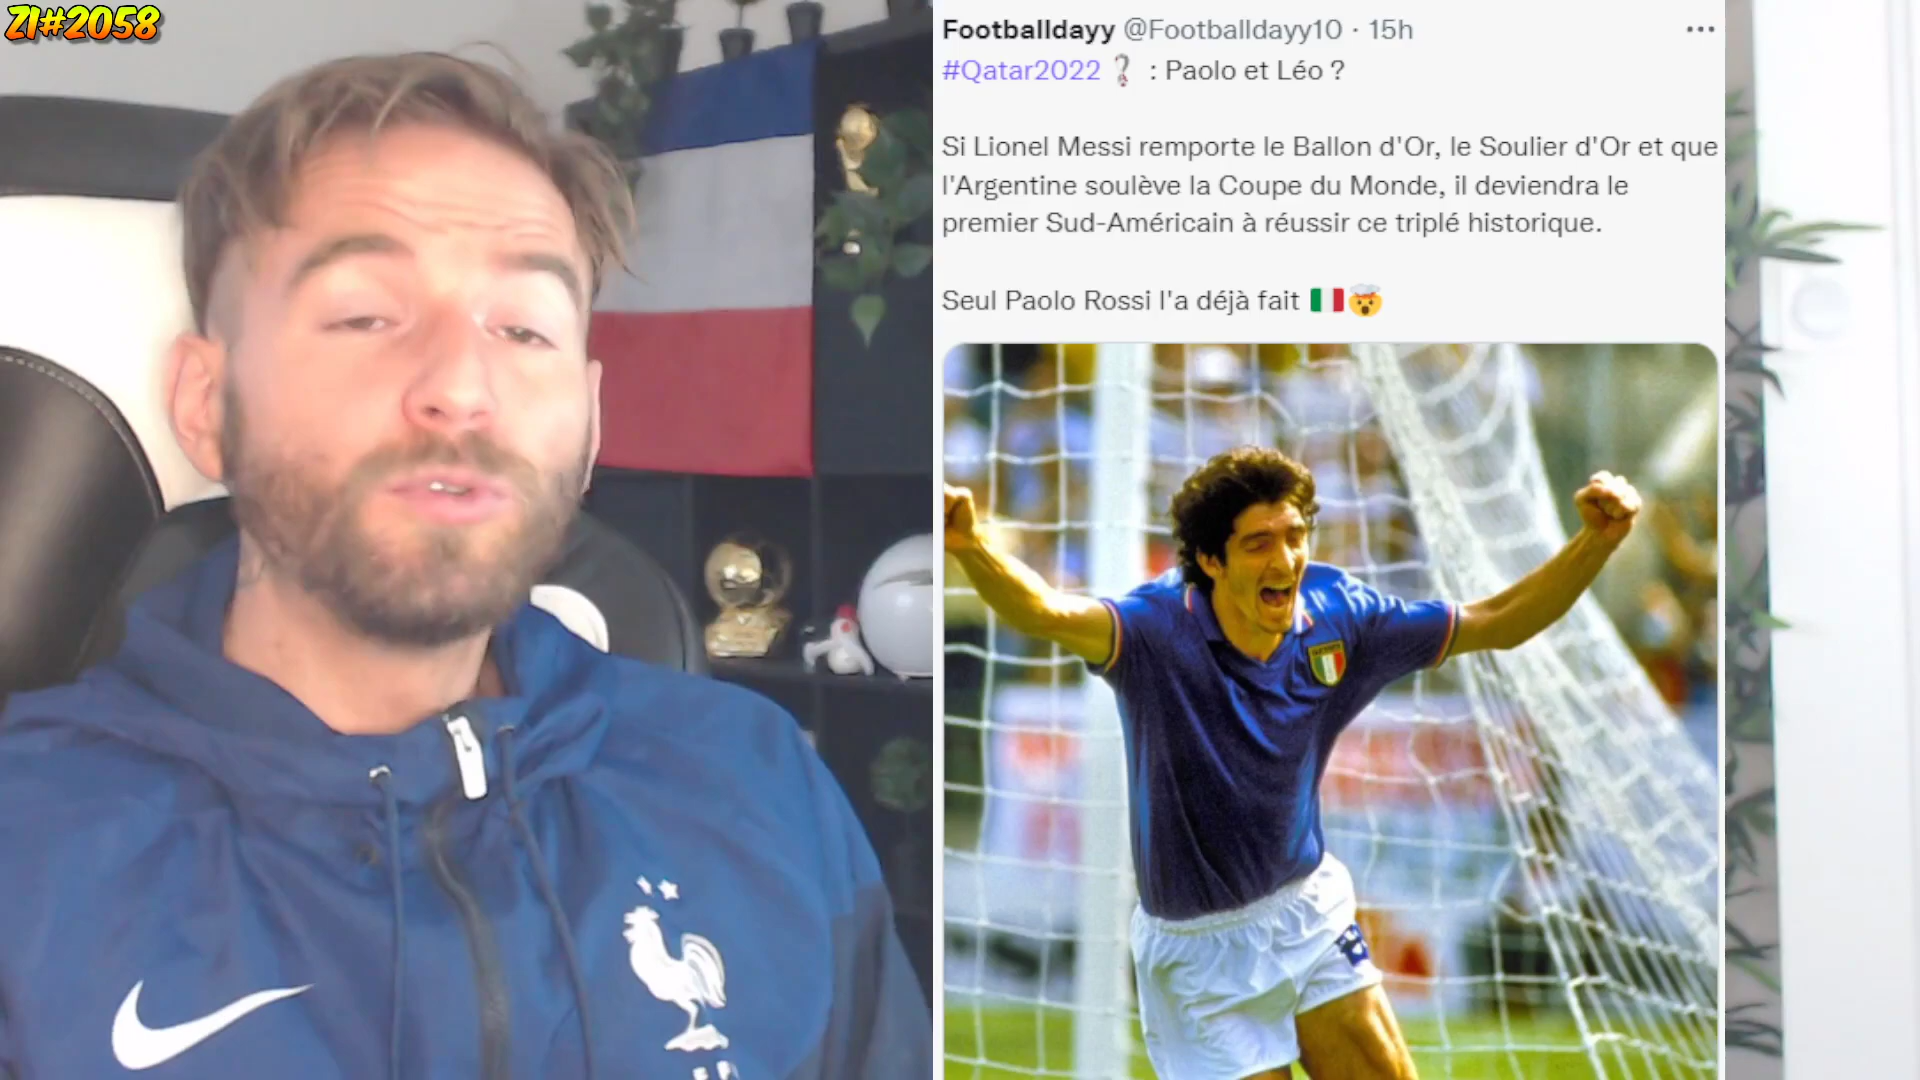 ZI#2058
Footballdayy @Footballdayy10 · 15h
#Qatar2022 : Paolo et Léo ?
Si Lionel Messi remporte le Ballon d'Or, le Soulier d'Or et que
l'Argentine soulève la Coupe du Monde, il deviendra le
premier Sud-Américain à réussir ce triplé historique.
Seul Paolo Rossi l'a déjà fait